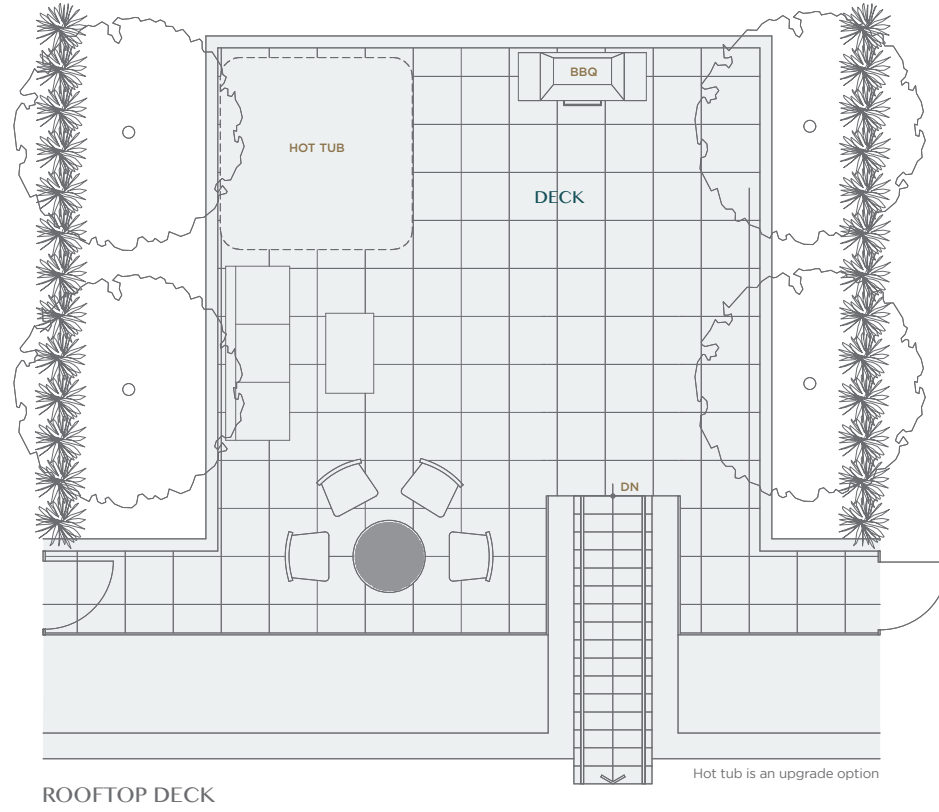 BBQ
HOT TUB
DECK
DN
Hot tub is an upgrade option
ROOFTOP DECK